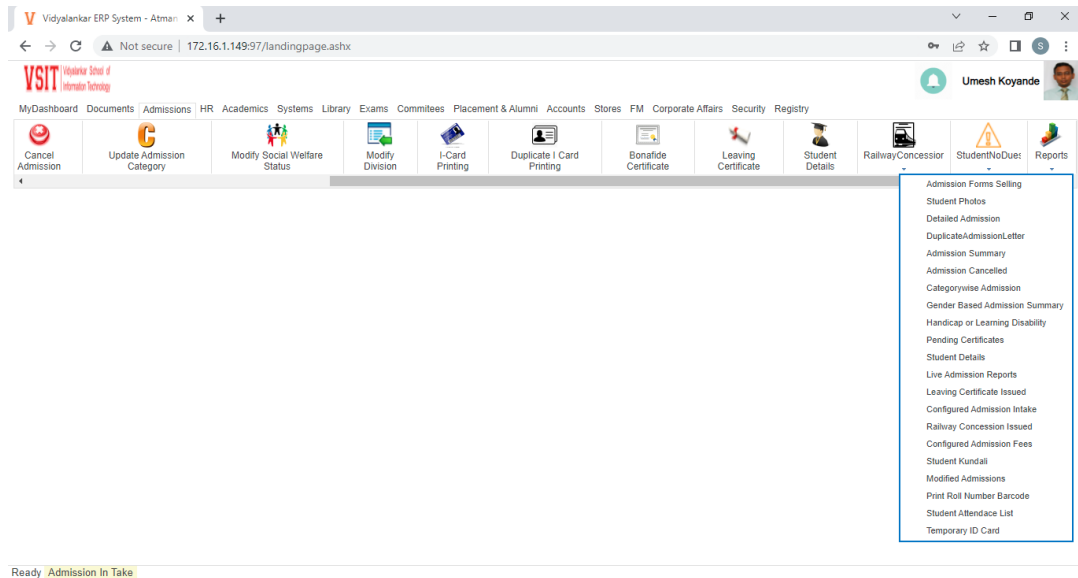 V Vidyalankar ERP System - Atman
Not secure | 172.16.1.149:97/landingpage.ashx
S
VSIT Vidyalankar School of
Information Technology
Umesh Koyande
MyDashboard Documents Admissions HR Academics Systems Library Exams Commitees Placement & Alumni Accounts Stores FM Corporate Affairs Security Registry
Cancel
Admission
Update Admission
Category
Modify Social Welfare
Status
Modify
Division
I-Card
Printing
Duplicate I Card
Printing
Bonafide
Certificate
Leaving
Certificate
Student
Details
RailwayConcession
StudentNoDues
Reports
Admission Forms Selling
Student Photos
Detailed Admission
DuplicateAdmissionLetter
Admission Summary
Admission Cancelled
Categorywise Admission
Gender Based Admission Summary
Handicap or Learning Disability
Pending Certificates
Student Details
Live Admission Reports
Leaving Certificate Issued
Configured Admission Intake
Railway Concession Issued
Configured Admission Fees
Student Kundali
Modified Admissions
Print Roll Number Barcode
Student Attendace List
Temporary ID Card
Ready Admission In Take